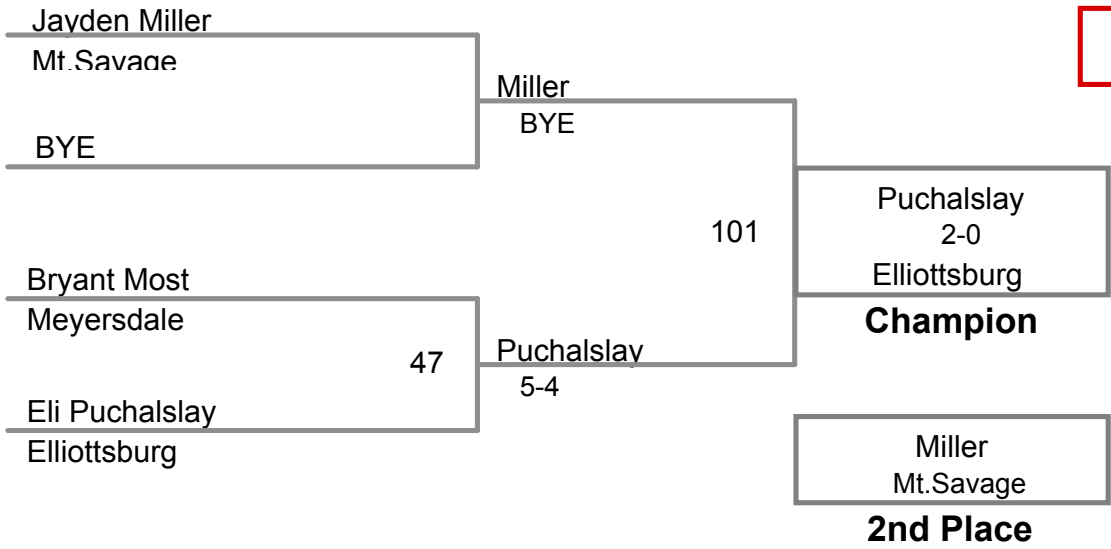 Jayden Miller
Mt.Savage
BYE
Miller
BYE
Bryant Most
Meyersdale
47
Eli Puchalslay
Elliottsburg
Puchalslay
5-4
101
Puchalslay
2-0
Elliottsburg
Champion
Miller
Mt.Savage
2nd Place